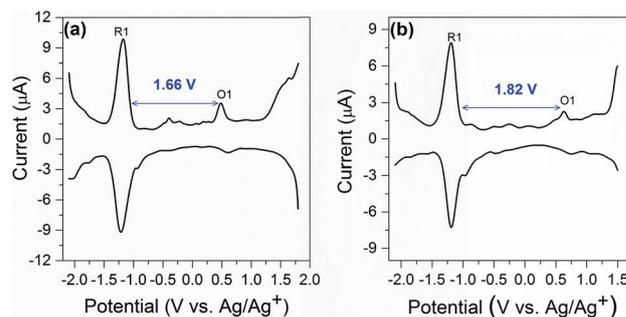 (a)
R1
1.66 V
O1
12
9
6
3
0
-3
-6
-9
-12
Current (μA)
-2.0 -1.5 -1.0 -0.5 0.0 0.5 1.0 1.5 2.0
Potential (V vs. Ag/Ag+)
(b)
R1
1.82 V
O1
9
6
3
0
-3
-6
-9
Current (μA)
-2.0 -1.5 -1.0 -0.5 0.0 0.5 1.0 1.5
Potential (V vs. Ag/Ag+)